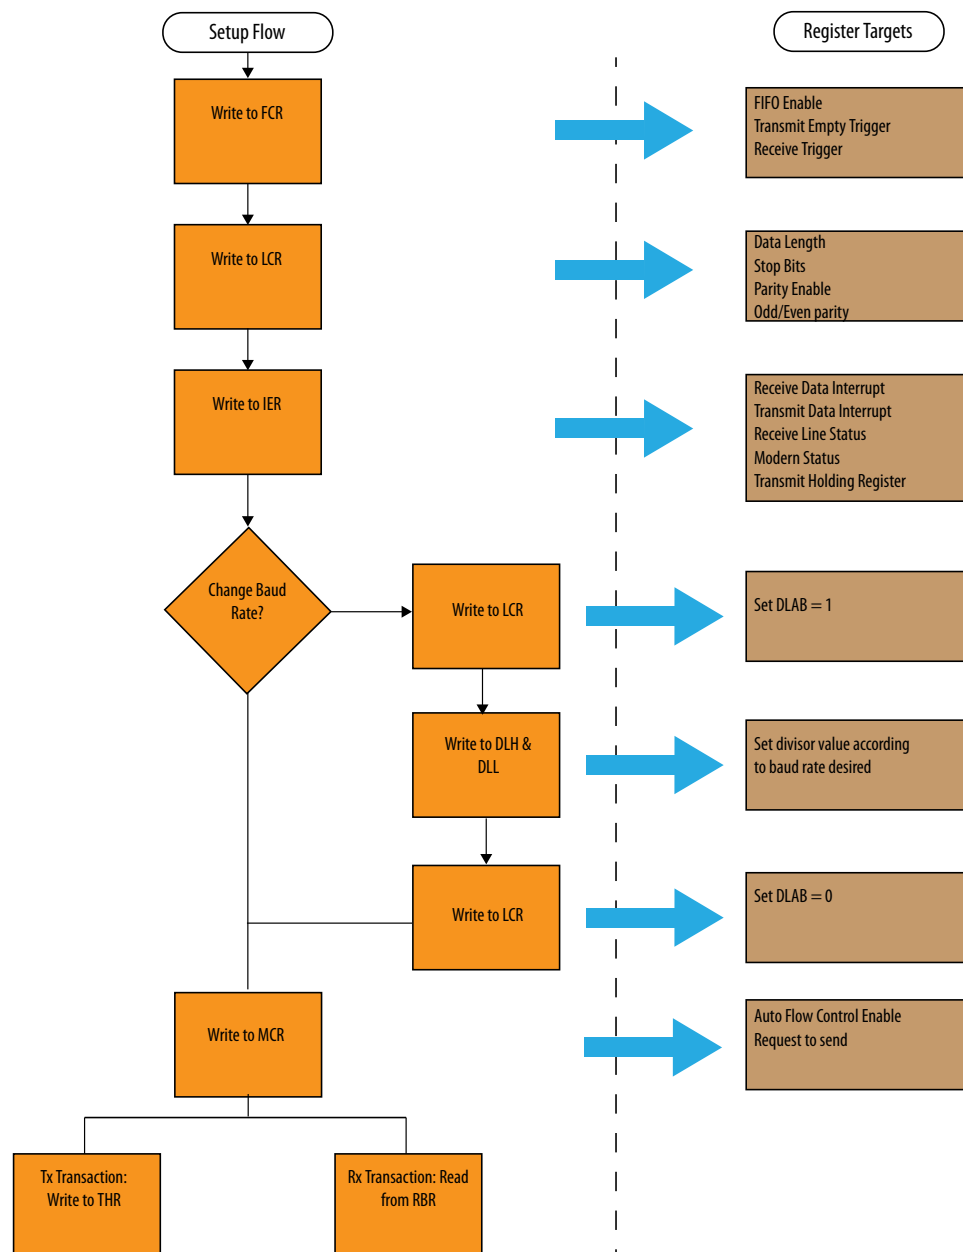 Setup Flow
Register Targets
Write to FCR
FIFO Enable
Transmit Empty Trigger
Receive Trigger
Write to LCR
Data Length
Stop Bits
Parity Enable
Odd/Even parity
Write to IER
Receive Data Interrupt
Transmit Data Interrupt
Receive Line Status
Modern Status
Transmit Holding Register
Change Baud
Rate?
Write to LCR
Set DLAB = 1
Write to DLH &
DLL
Set divisor value according
to baud rate desired
Write to LCR
Set DLAB = 0
Write to MCR
Auto Flow Control Enable
Request to send
Tx Transaction:
Write to THR
Rx Transaction: Read
from RBR